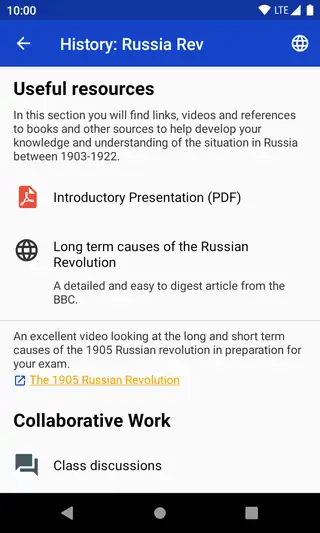 10:00
LTE
History: Russia Rev
Useful resources
In this section you will find links, videos and references
to books and other sources to help develop your
knowledge and understanding of the situation in Russia
between 1903-1922.
Introductory Presentation (PDF)
Long term causes of the Russian
Revolution
A detailed and easy to digest article from the
BBC.
An excellent video looking at the long and short term
causes of the 1905 Russian revolution in preparation for
your exam.
The 1905 Russian Revolution
Collaborative Work
Class discussions